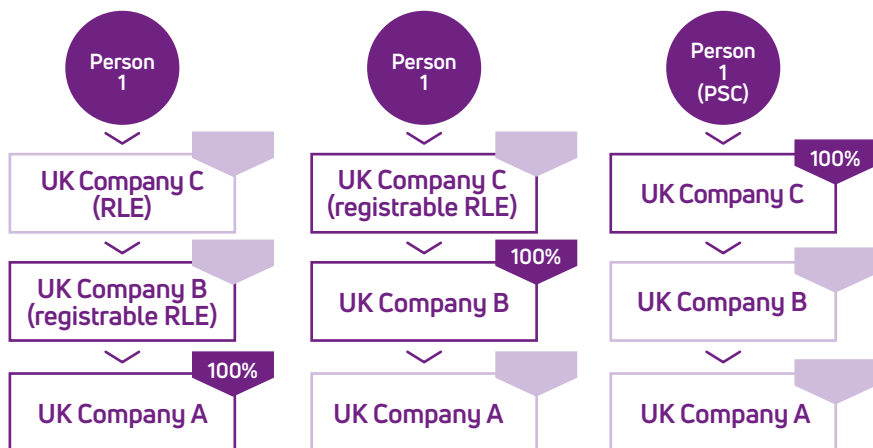 Person
1
UK Company C
(RLE)
UK Company B
(registrable RLE)
100%
UK Company A
Person
1
UK Company C
(registrable RLE)
100%
UK Company B
UK Company A
Person
1
(PSC)
100%
UK Company C
UK Company B
UK Company A